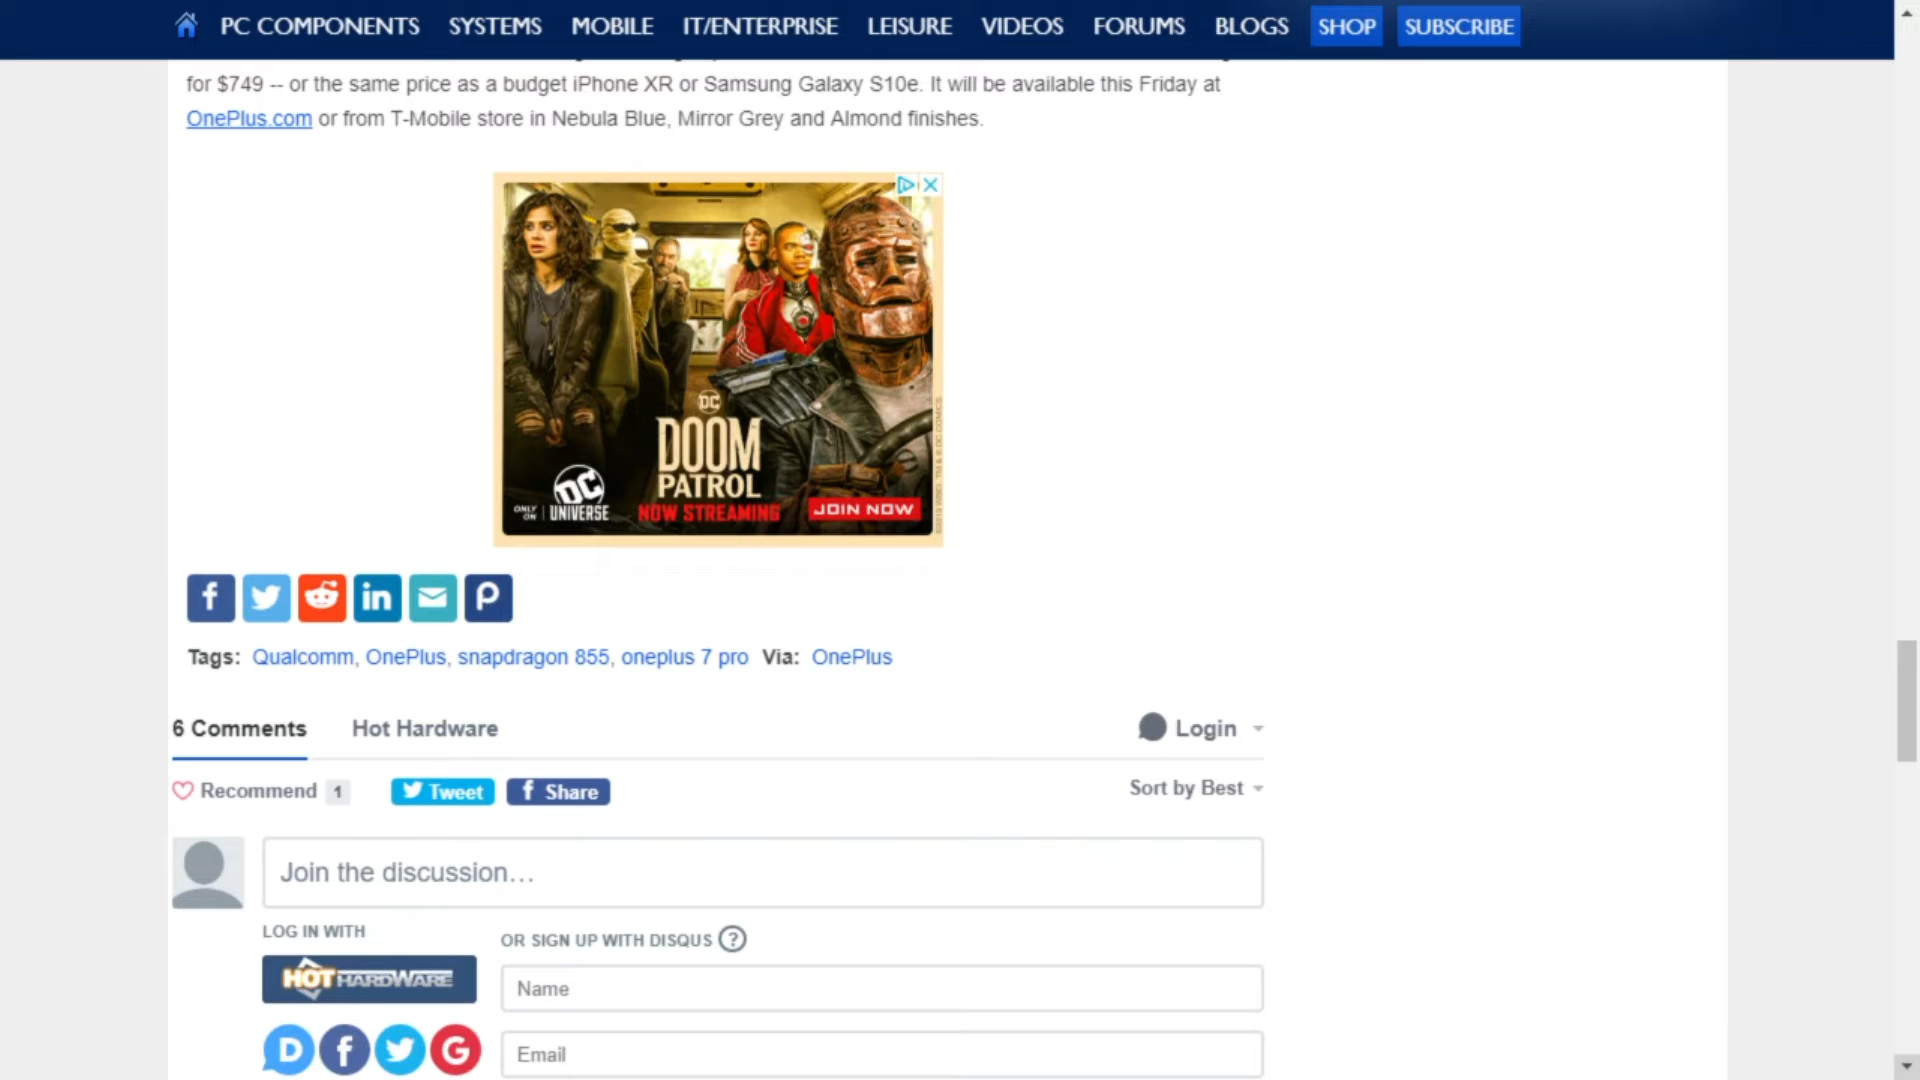 PC COMPONENTS SYSTEMS MOBILE IT/ENTERPRISE LEISURE VIDEOS FORUMS BLOGS SHOP SUBSCRIBE
for $749 -- or the same price as a budget iPhone XR or Samsung Galaxy S10e. It will be available this Friday at
OnePlus.com or from T-Mobile store in Nebula Blue, Mirror Grey and Almond finishes.
DC
DOOM
PATROL
NOW STREAMING
JOIN NOW
ONLY ON
DC
UNIVERSE
Tags: Qualcomm, OnePlus, snapdragon 855, oneplus 7 pro Via: OnePlus
6 Comments Hot Hardware Login
Recommend 1 Tweet Share Sort by Best
Join the discussion…
LOG IN WITH
OR SIGN UP WITH DISQUS ?
HOTHARDWARE
Name
Email